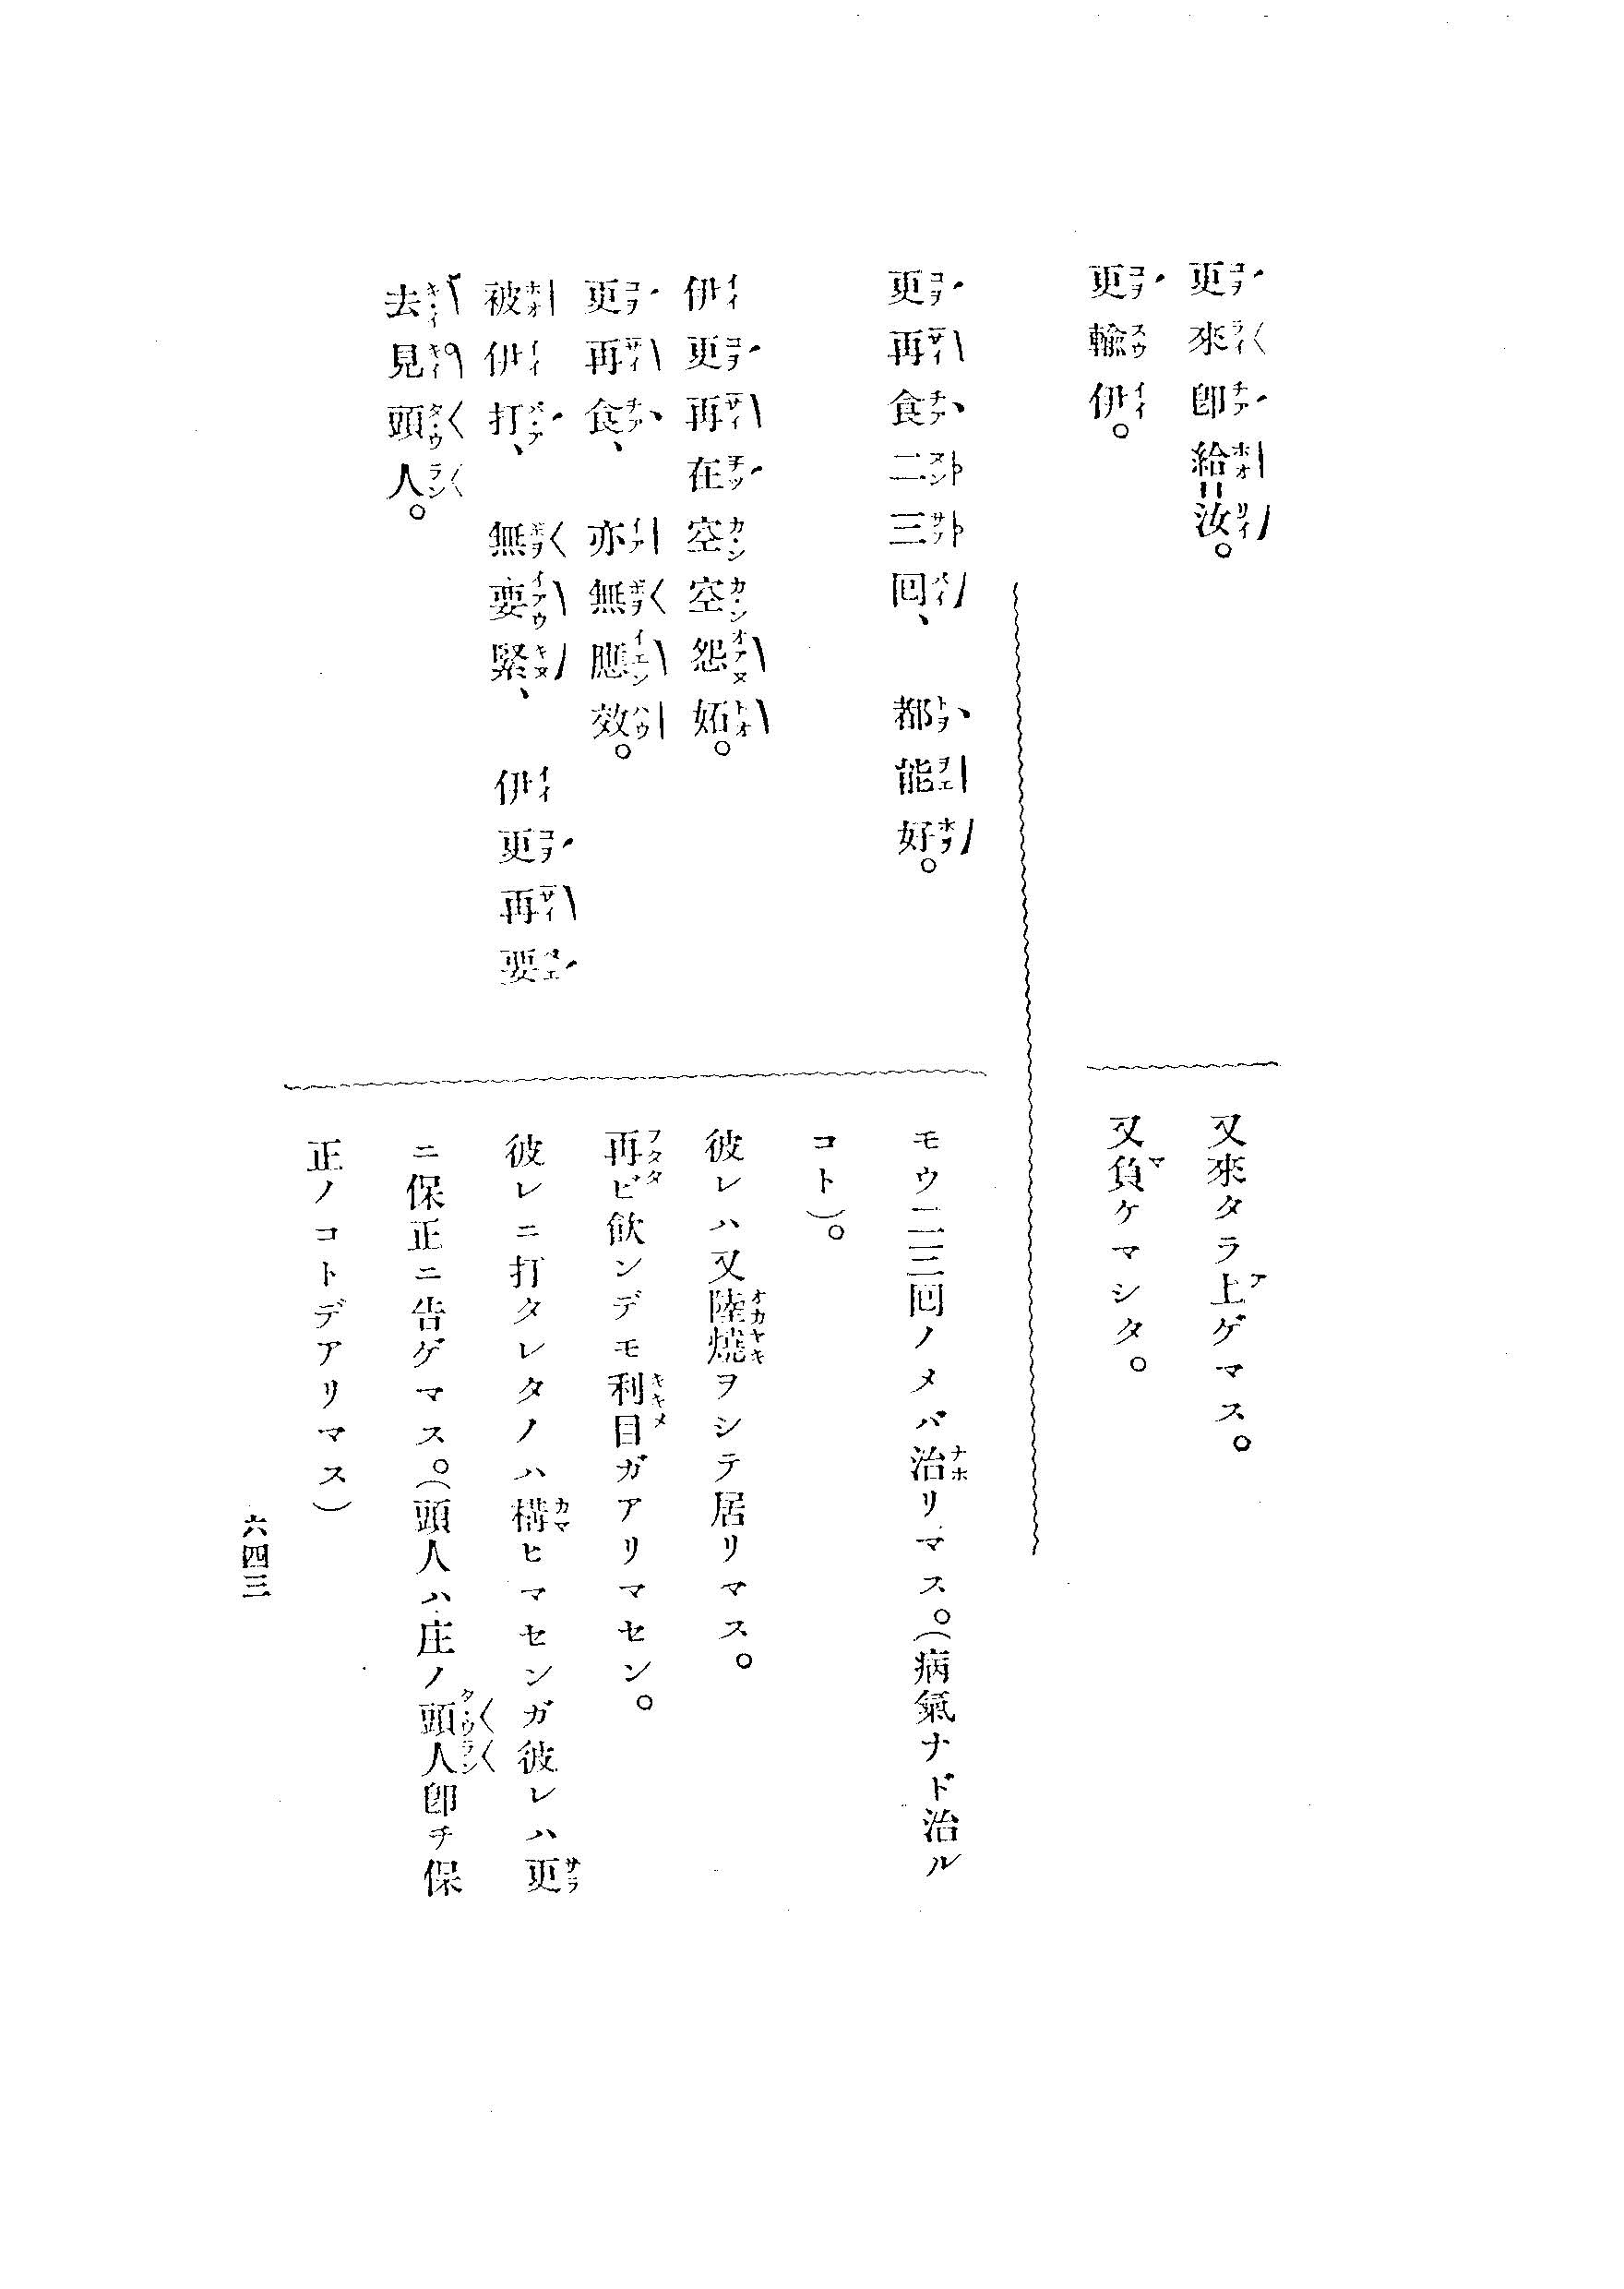 更來卽給汝。
又來タラ上ゲマス。
更輸伊。
又負ケマシタ。
更再食二三回、都能好。
モウ二三回ノメバ治リマス。(病氣ナド治ル
コト)。
伊更再在空空怨妬。
彼レハ又陸燒ヲシテ居リマス。
更再食、亦無應效。
再ビ飮ンデモ利目ガアリマセン。
被伊打、無要緊、伊更再要
去見頭人。
彼レニ打タレタノハ構ヒマセンガ彼レハ更
ニ保正ニ告ゲマス。(頭人ハ庄ノ頭人卽チ保
正ノコトデアリマス)
六四三